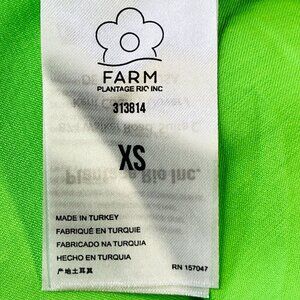 FARM
PLANTAGE RIO INC
313814
XS
MADE IN TURKEY
FABRIQUÉ EN TURQUIE
FABRICADO NA TURQUIA
HECHO EN TURQUIA
产地土耳其
RN 157047